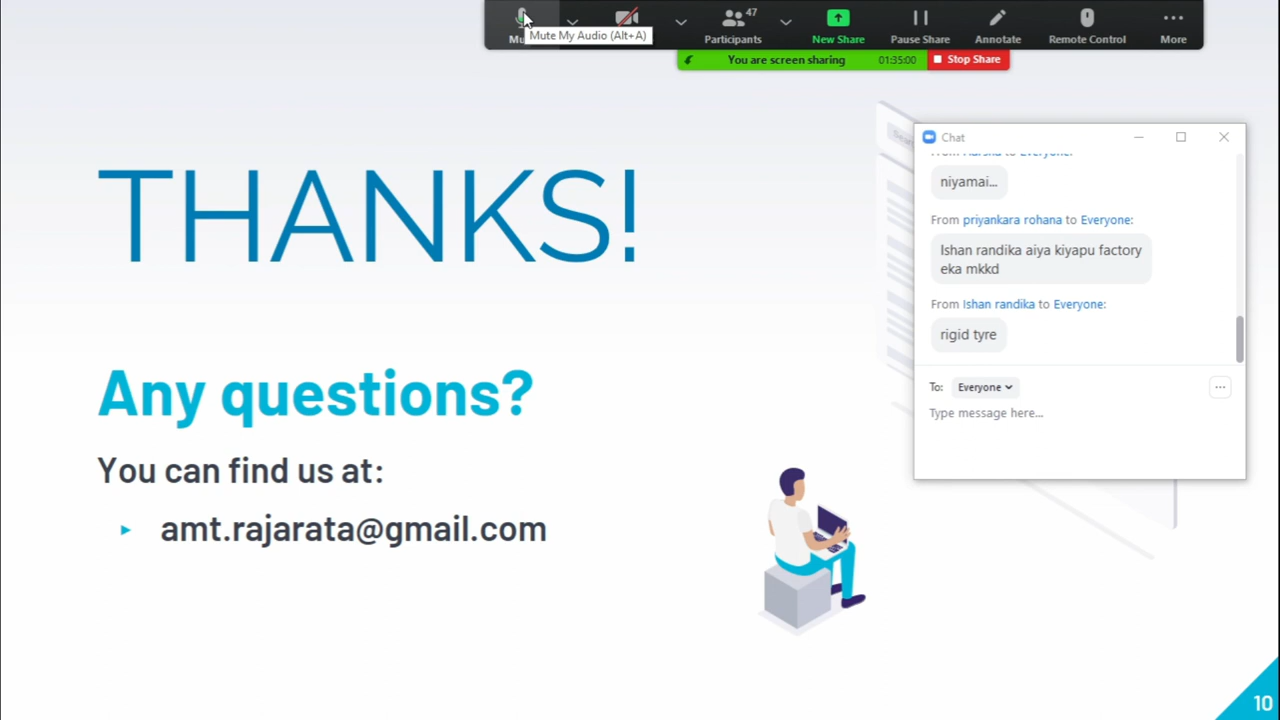 Mute My Audio (Alt+A)
47
Participants
New Share
Pause Share
Annotate
Remote Control
More
You are screen sharing
01:35:00
Stop Share
THANKS!
Any questions?
You can find us at:
amt.rajarata@gmail.com
Chat
niyamai...
From priyankara rohana to Everyone:
Ishan randika aiya kiyapu factory
eka mkkd
From Ishan randika to Everyone:
rigid tyre
To: Everyone
Type message here...
10